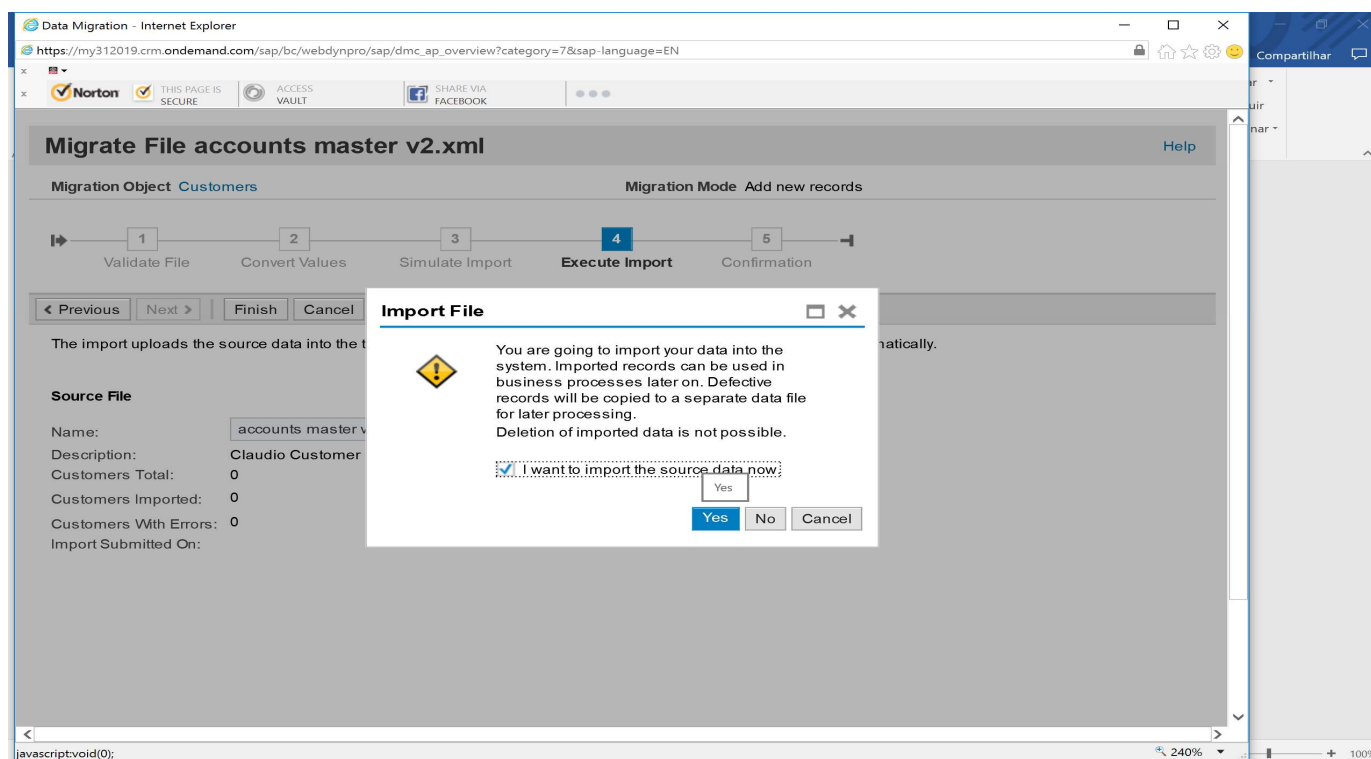 Data Migration - Internet Explorer
https://my312019.crm.ondemand.com/sap/bc/webdynpro/sap/dmc_ap_overview?category=7&sap-language=EN
Compartilhar
x
x Norton THIS PAGE IS SECURE ACCESS VAULT SHARE VIA FACEBOOK
ar
uir
nar
Migrate File accounts master v2.xml Help
Migration Object Customers Migration Mode Add new records
1 2 3 4 5
Validate File Convert Values Simulate Import Execute Import Confirmation
Previous Next Finish Cancel
The import uploads the source data into the t
natically.
Source File
Name: accounts master v
Description: Claudio Customer
Customers Total: 0
Customers Imported: 0
Customers With Errors: 0
Import Submitted On:
Import File
You are going to import your data into the
system. Imported records can be used in
business processes later on. Defective
records will be copied to a separate data file
for later processing.
Deletion of imported data is not possible.
I want to import the source data now
Yes
Yes No Cancel
javascript:void(0);
240%
100%